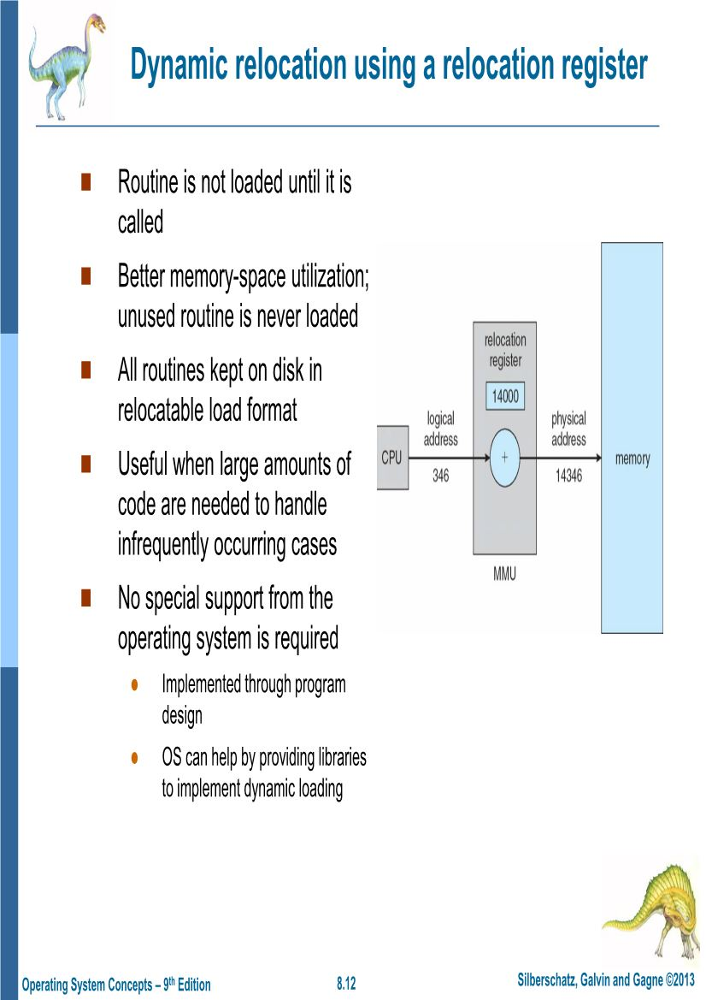 Dynamic relocation using a relocation register
Routine is not loaded until it is
called
Better memory-space utilization;
unused routine is never loaded
All routines kept on disk in
relocatable load format
Useful when large amounts of
code are needed to handle
infrequently occurring cases
No special support from the
operating system is required
Implemented through program
design
OS can help by providing libraries
to implement dynamic loading
relocation
register
14000
logical
address
346
CPU
+
physical
address
14346
memory
MMU
Operating System Concepts – 9th Edition
8.12
Silberschatz, Galvin and Gagne ©2013